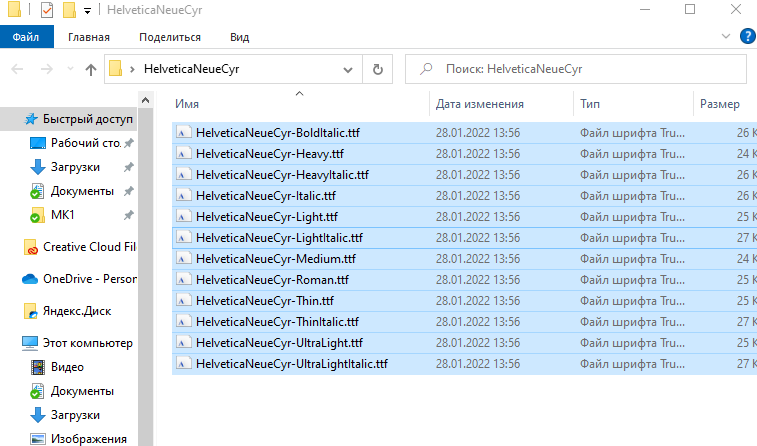 HelveticaNeueCyr
Файл Главная Поделиться Вид
HelveticaNeueCyr Поиск: HelveticaNeueCyr
Имя Дата изменения Тип Размер
Быстрый доступ
Рабочий сто.
Загрузки
Документы
МК1
Creative Cloud Fil
OneDrive - Person
Яндекс.Диск
Этот компьютер
Видео
Документы
Загрузки
Изображения
HelveticaNeueCyr-BoldItalic.ttf 28.01.2022 13:56 Файл шрифта Tru... 26 K
HelveticaNeueCyr-Heavy.ttf 28.01.2022 13:56 Файл шрифта Tru... 24 K
HelveticaNeueCyr-HeavyItalic.ttf 28.01.2022 13:56 Файл шрифта Tru... 26 K
HelveticaNeueCyr-Italic.ttf 28.01.2022 13:56 Файл шрифта Tru... 26 K
HelveticaNeueCyr-Light.ttf 28.01.2022 13:56 Файл шрифта Tru... 25 K
HelveticaNeueCyr-LightItalic.ttf 28.01.2022 13:56 Файл шрифта Tru... 27 K
HelveticaNeueCyr-Medium.ttf 28.01.2022 13:56 Файл шрифта Tru... 24 K
HelveticaNeueCyr-Roman.ttf 28.01.2022 13:56 Файл шрифта Tru... 25 K
HelveticaNeueCyr-Thin.ttf 28.01.2022 13:56 Файл шрифта Tru... 25 K
HelveticaNeueCyr-ThinItalic.ttf 28.01.2022 13:56 Файл шрифта Tru... 27 K
HelveticaNeueCyr-UltraLight.ttf 28.01.2022 13:56 Файл шрифта Tru... 25 K
HelveticaNeueCyr-UltraLightItalic.ttf 28.01.2022 13:56 Файл шрифта Tru... 27 K